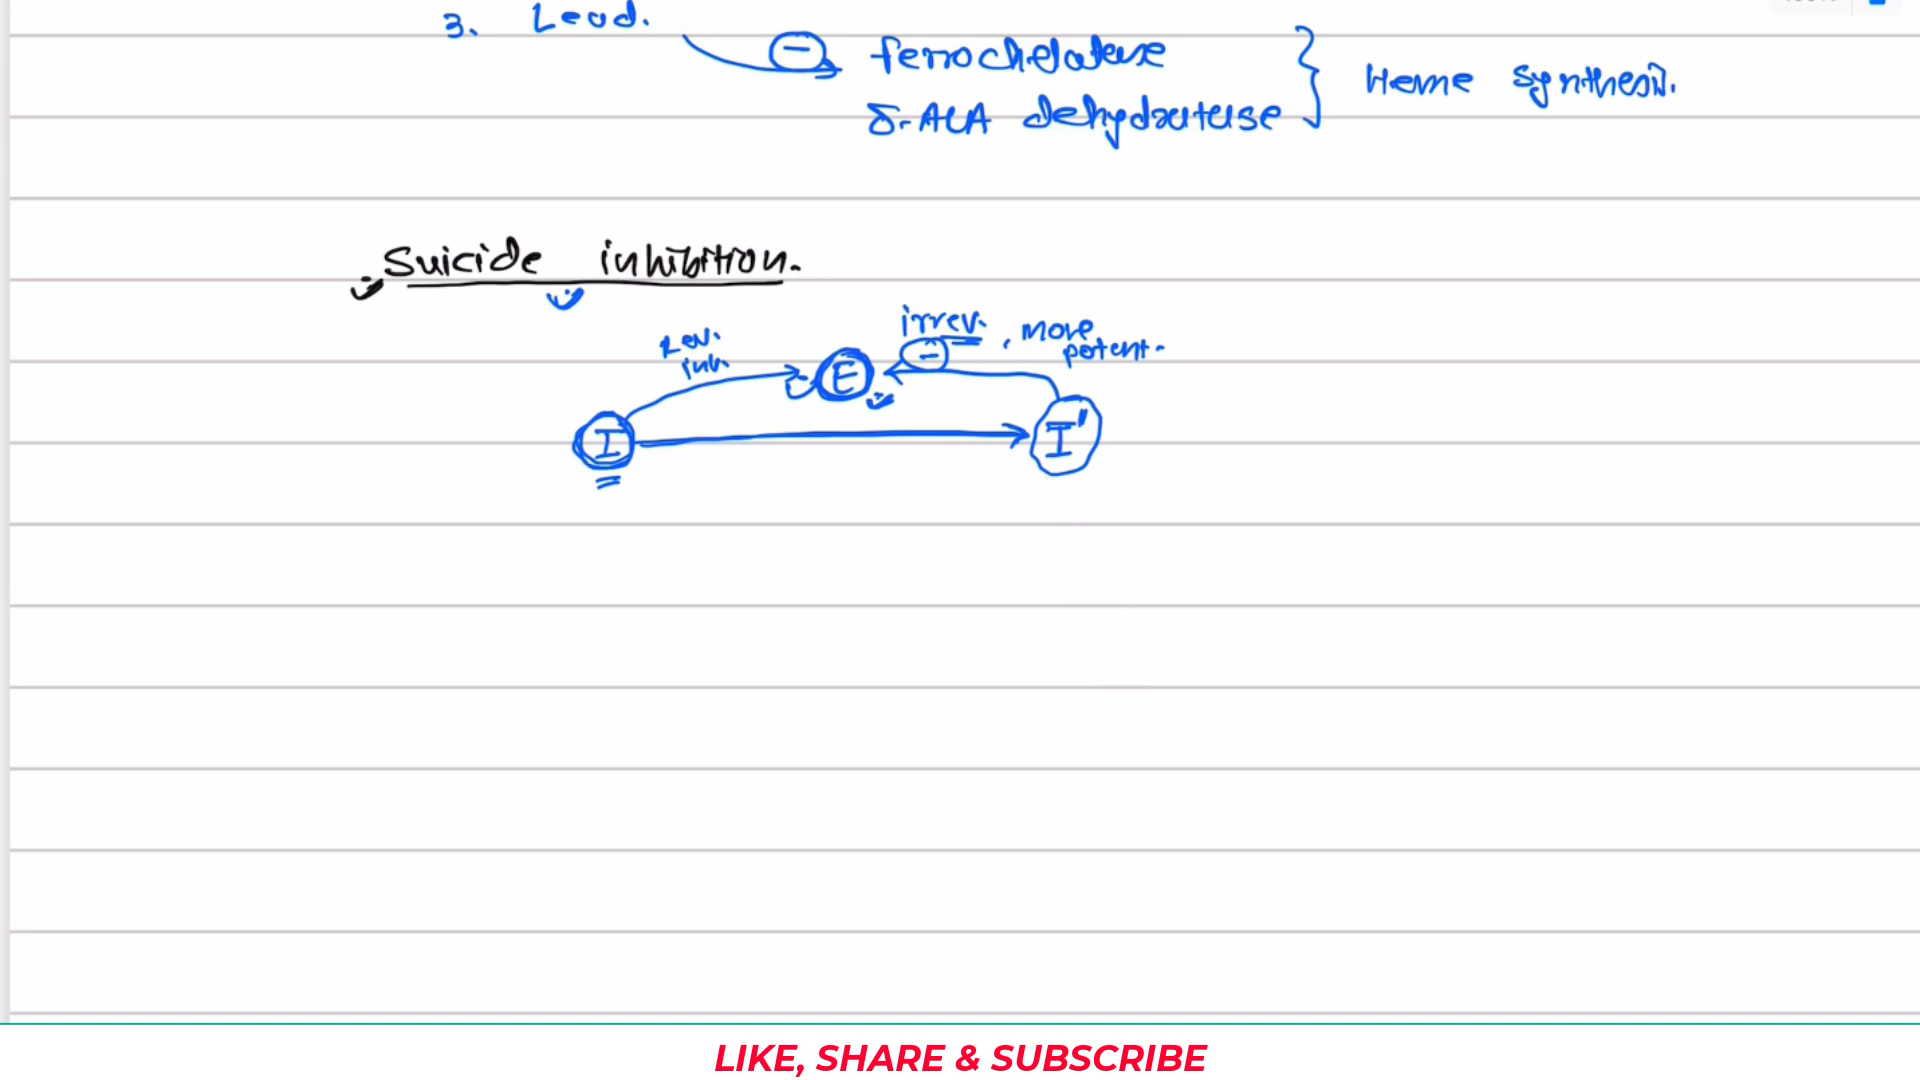 3. Lead.
⊖ ferrochelatase
δ-ALA dehydratase } Heme synthesis.
Suicide inhibition.
irrev. , more potent.
Rev. inh.
E
⊖
I
I"
LIKE, SHARE & SUBSCRIBE